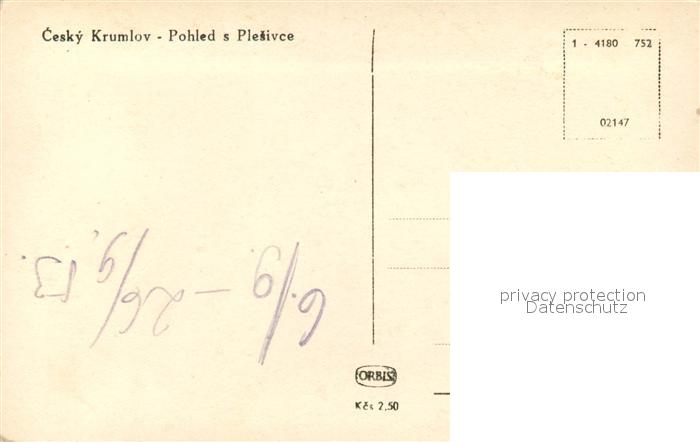 Český Krumlov - Pohled s Plešivce
1 - 4180 752
02147
6./9. – 26/9, 53.
privacy protection
Datenschutz
ORBIS
Kčs 2,50